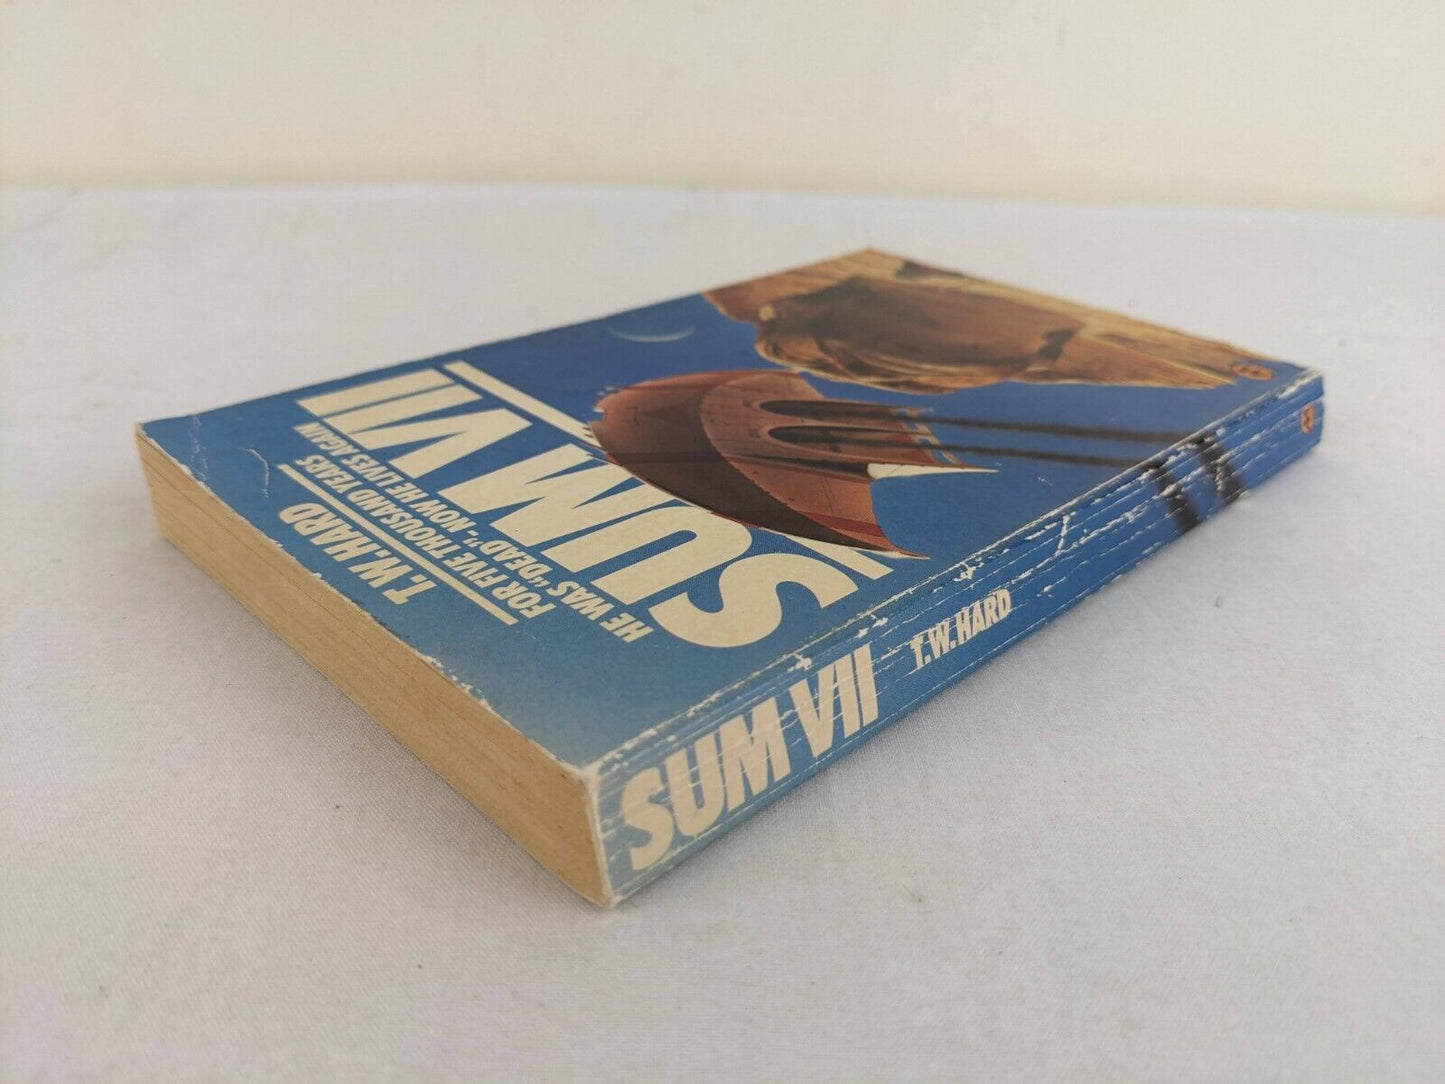 T.W.HARD
FOR FIVE THOUSAND YEARS
HE WAS “DEAD”. NOW HE LIVES AGAIN
SUM VII
SUM VII T.W.HARD